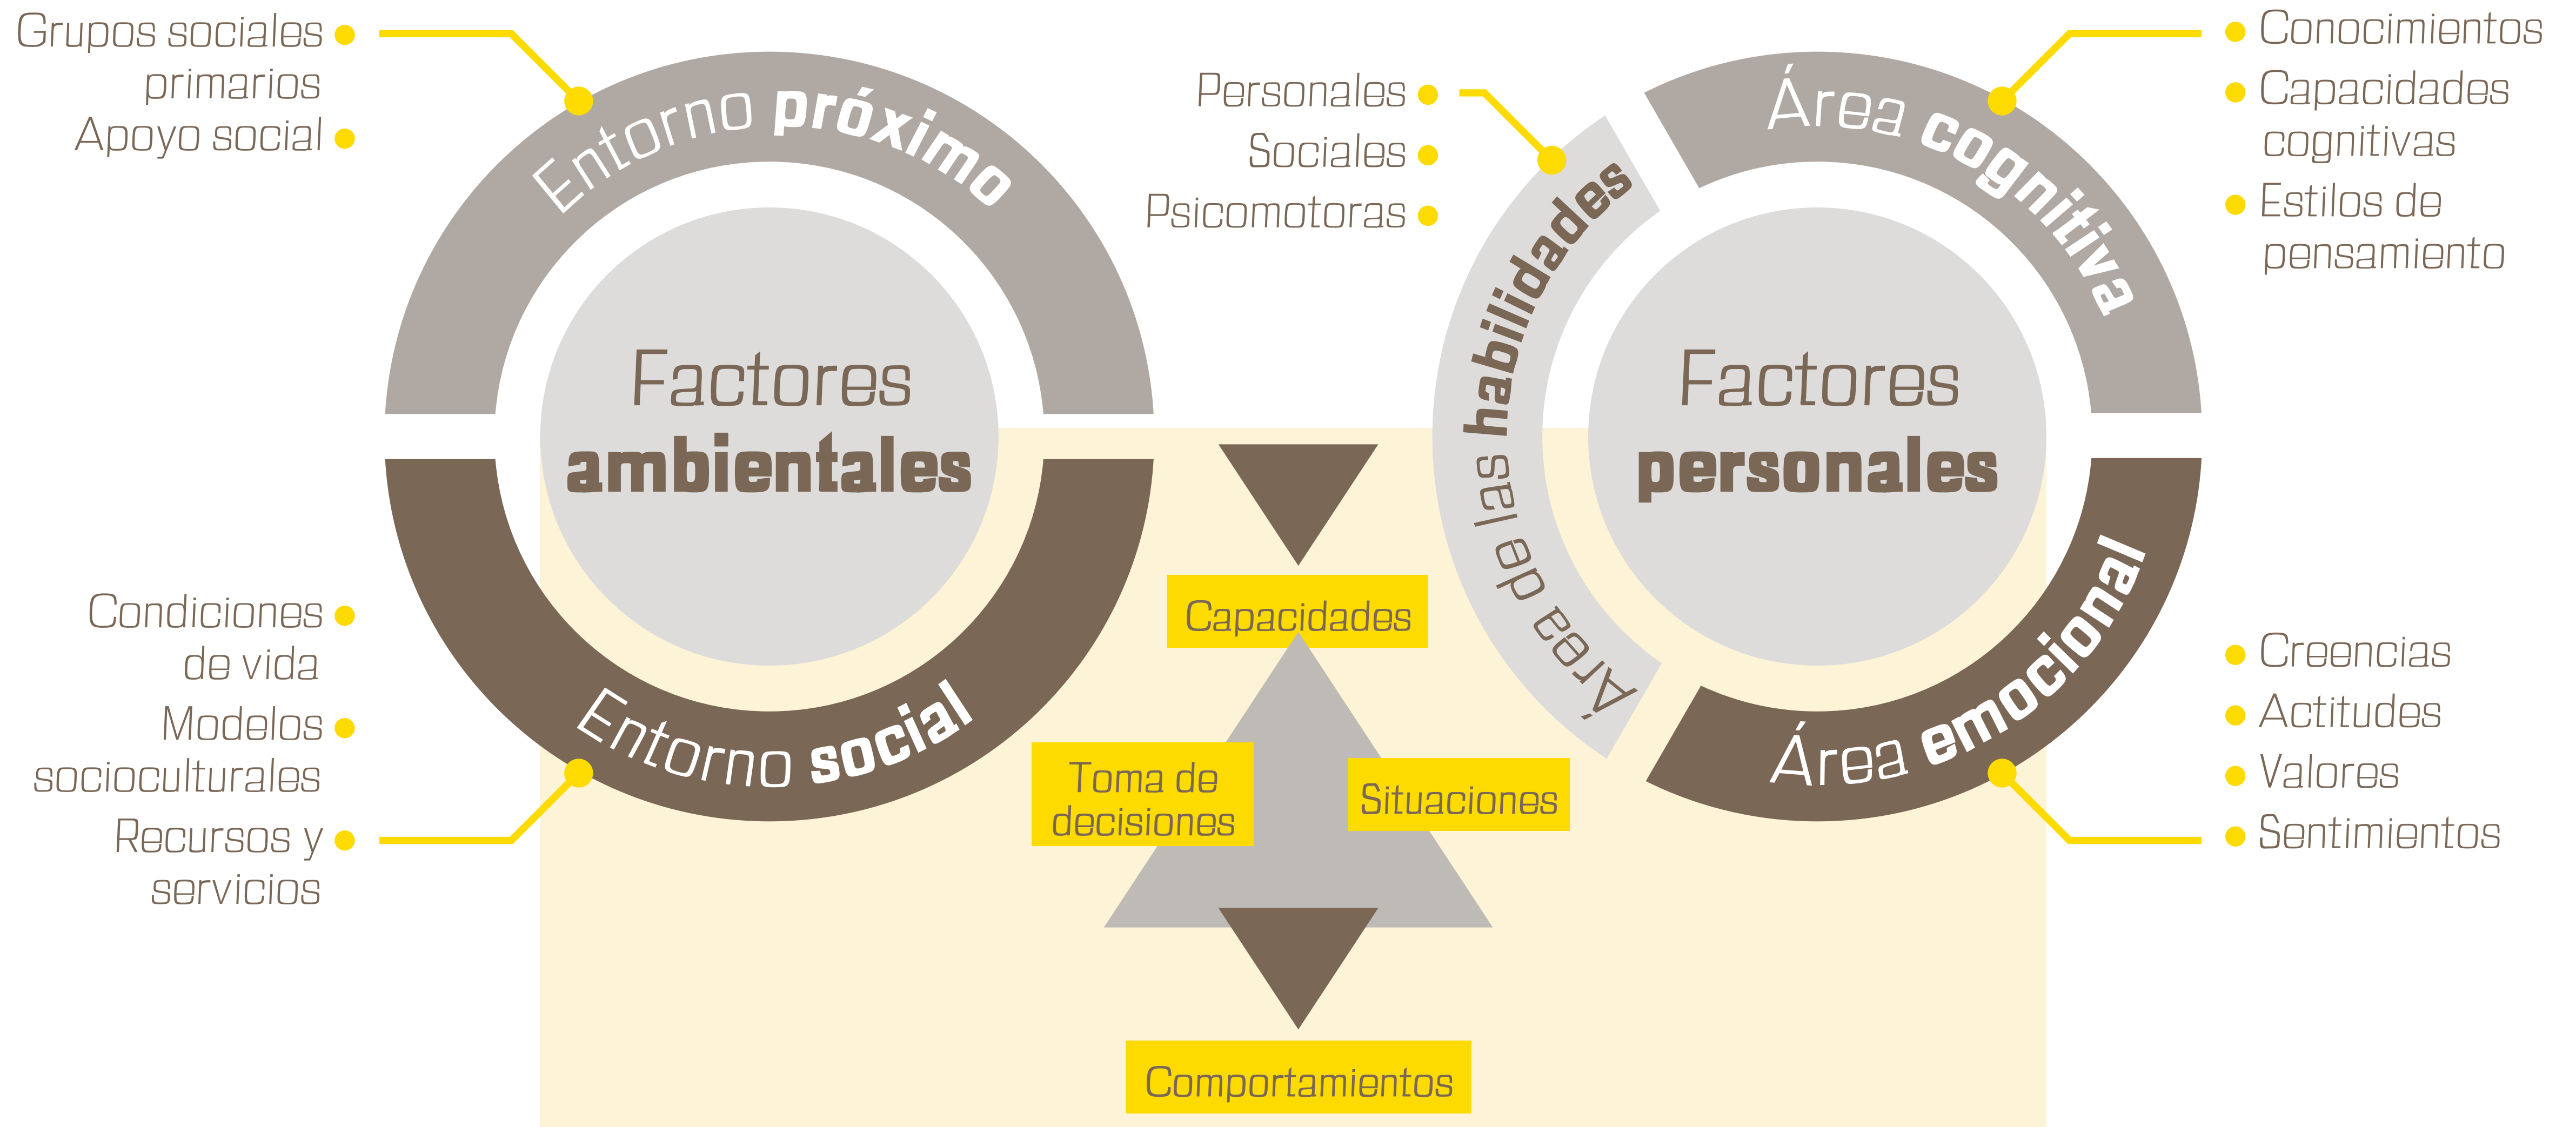 Grupos sociales
primarios
Apoyo social
Entorno próximo
Factores
ambientales
Condiciones
de vida
Modelos
socioculturales
Recursos y
servicios
Entorno social
Personales
Sociales
Psicomotoras
Área de las habilidades
Área cognitiva
Conocimientos
Capacidades
cognitivas
Estilos de
pensamiento
Factores
personales
Área emocional
Creencias
Actitudes
Valores
Sentimientos
Capacidades
Toma de
decisiones
Situaciones
Comportamientos